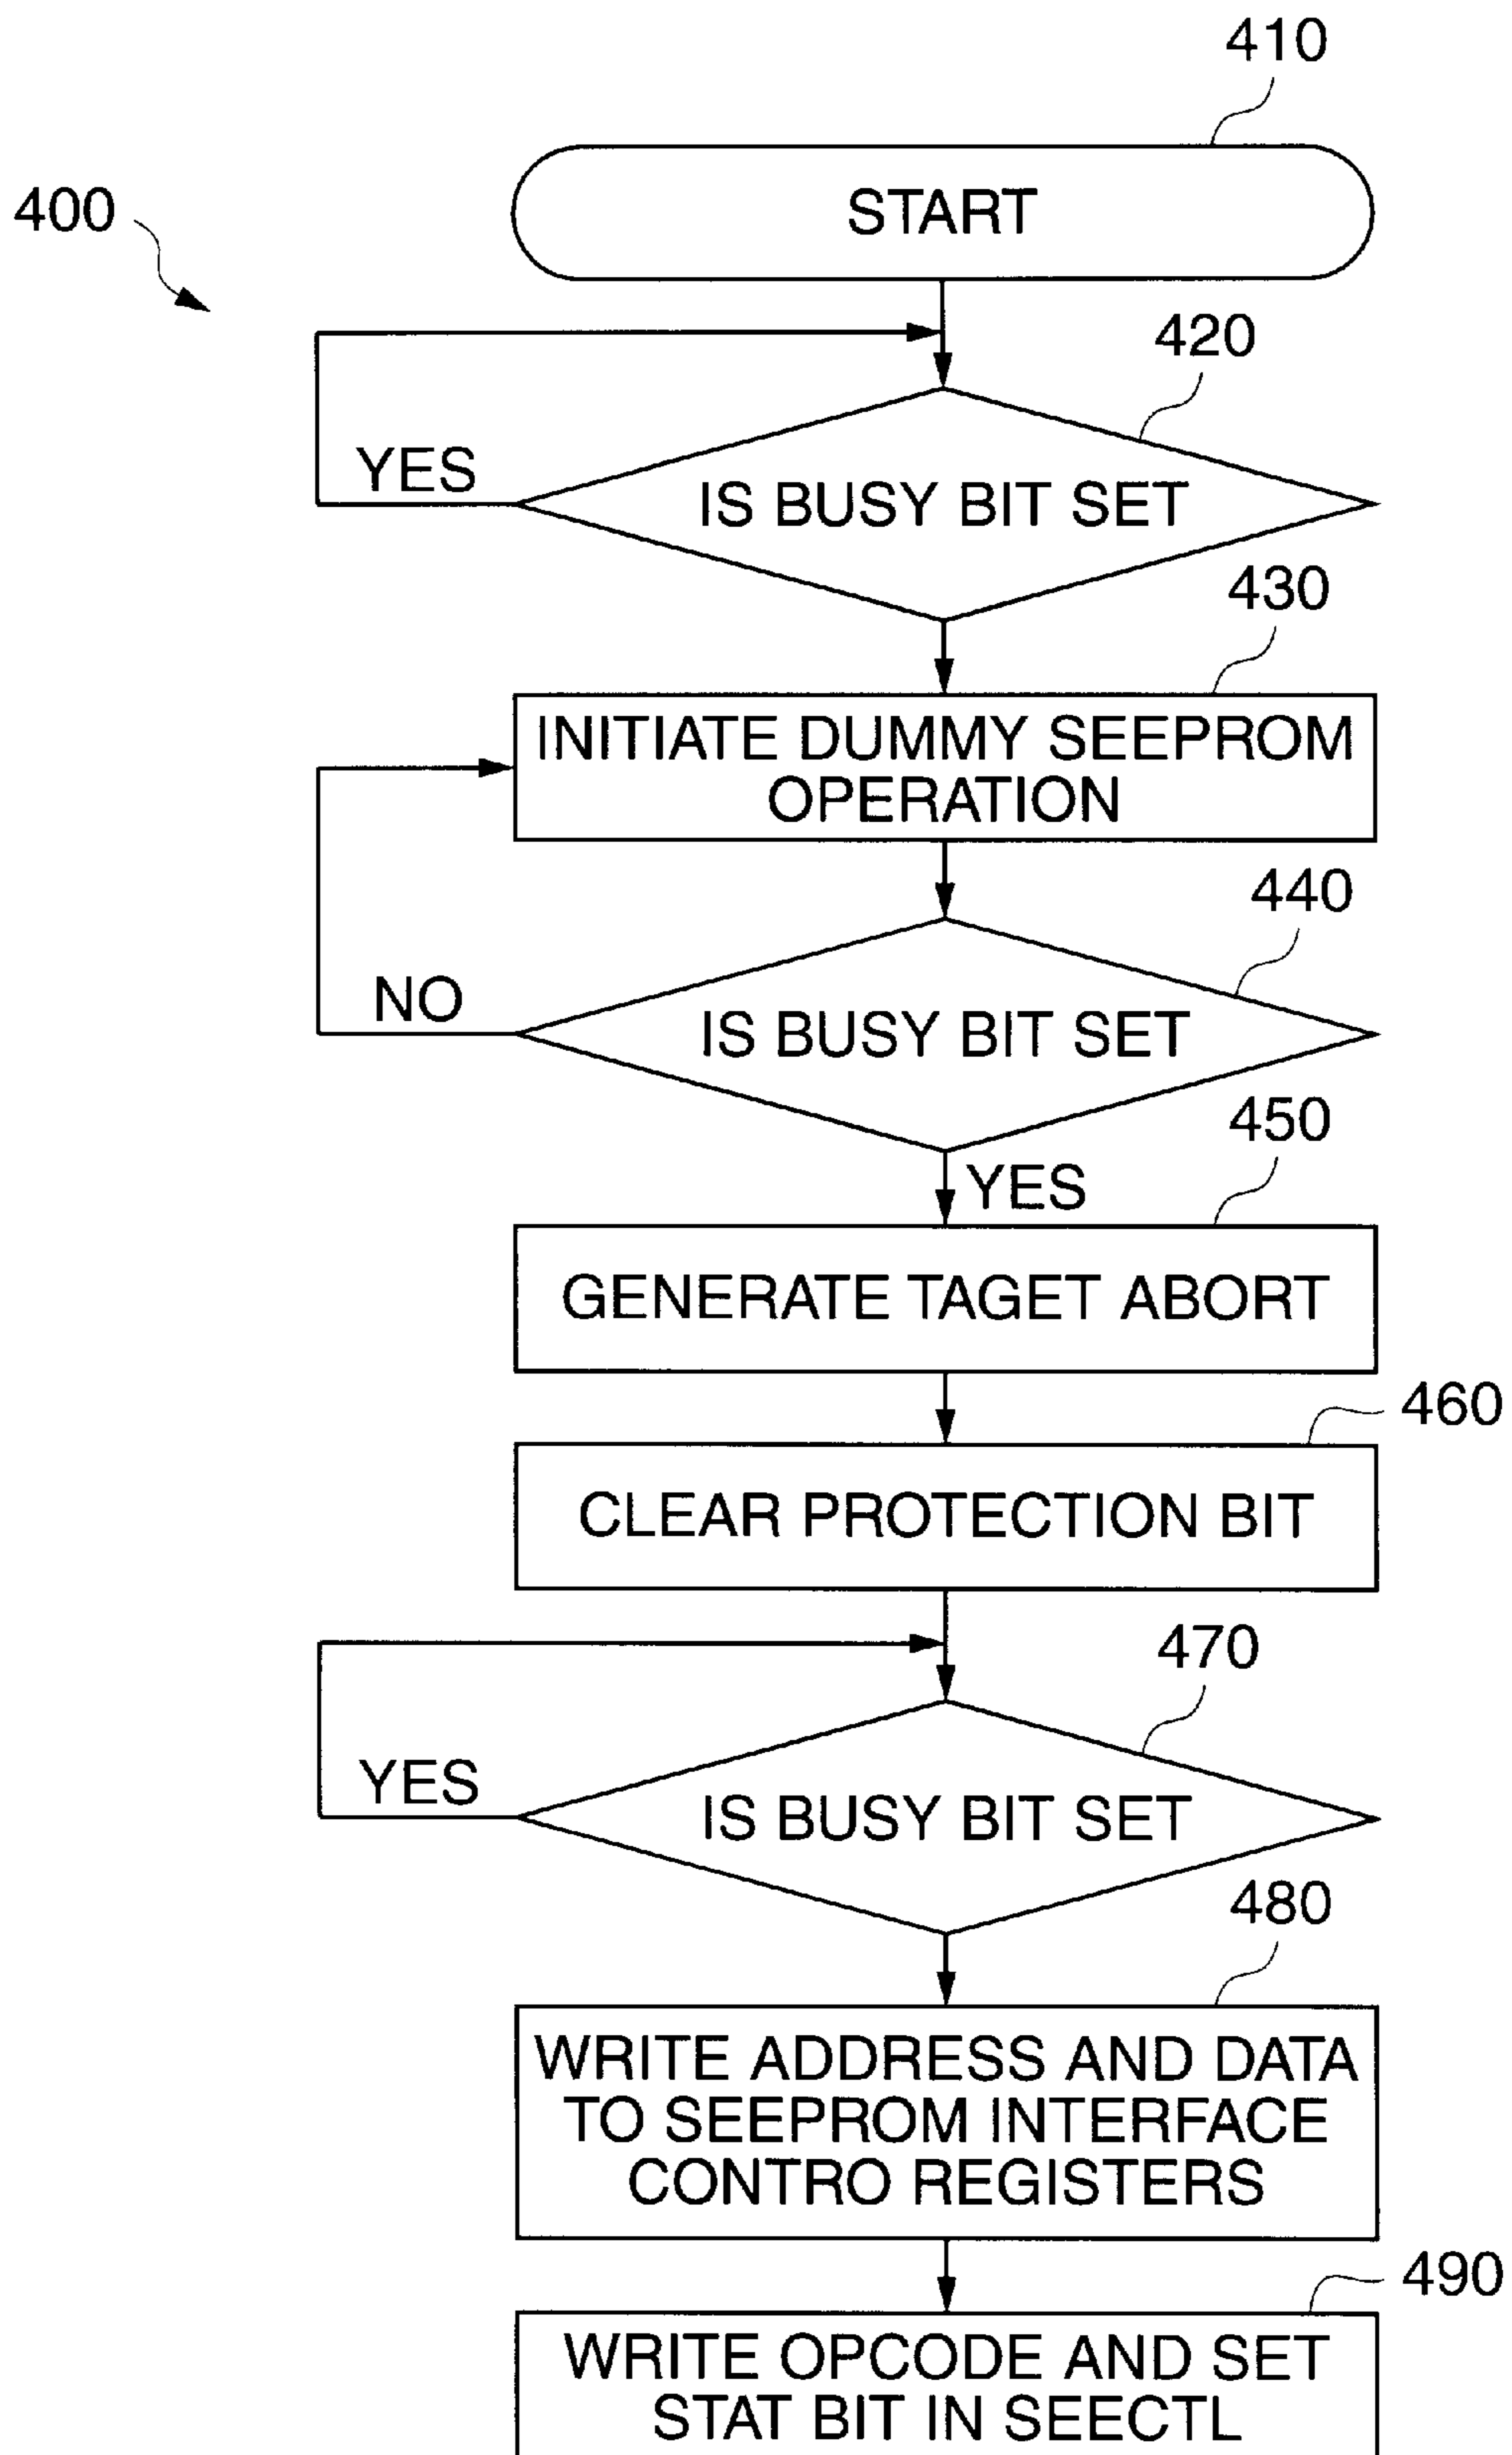 410
400
START
420
YES
IS BUSY BIT SET
430
INITIATE DUMMY SEEPROM
OPERATION
440
NO
IS BUSY BIT SET
450
YES
GENERATE TAGET ABORT
460
CLEAR PROTECTION BIT
470
YES
IS BUSY BIT SET
480
WRITE ADDRESS AND DATA
TO SEEPROM INTERFACE
CONTRO REGISTERS
490
WRITE OPCODE AND SET
STAT BIT IN SEECTL